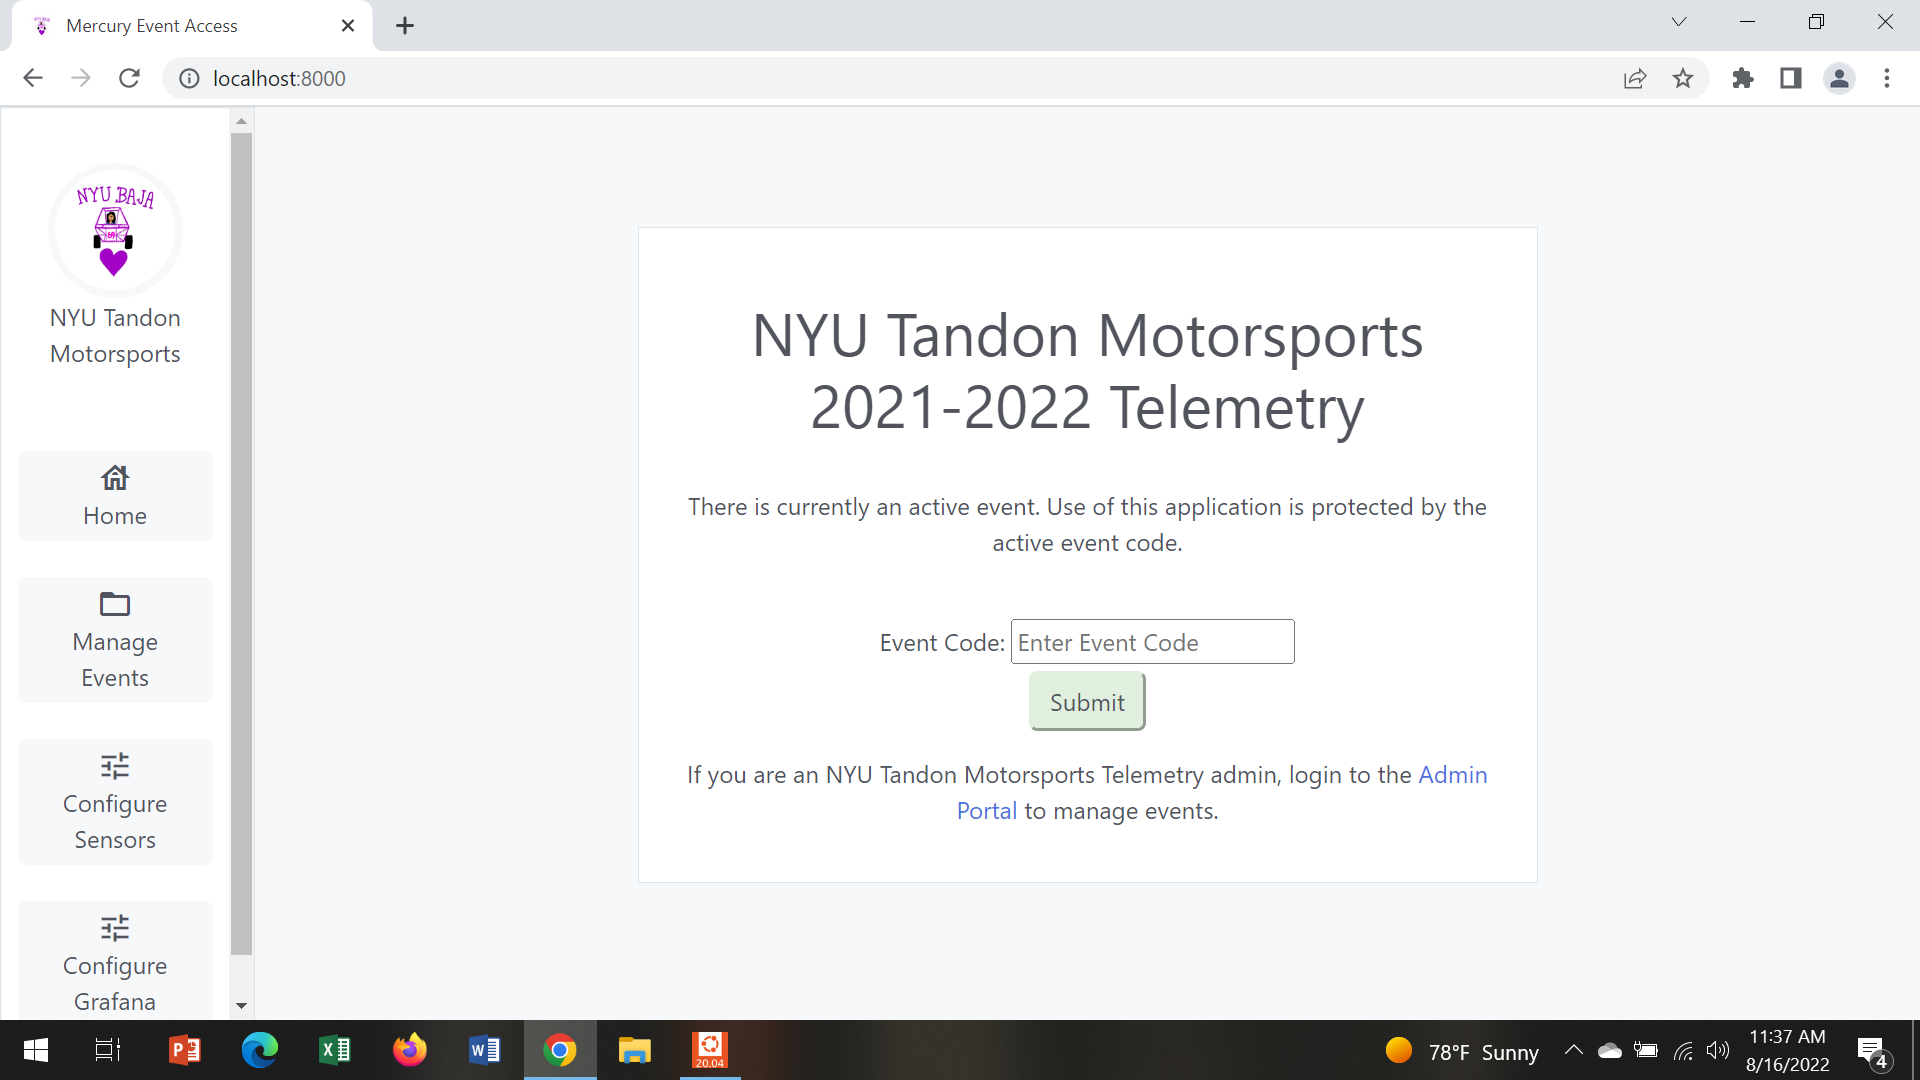 Mercury Event Access
localhost:8000
NYU BAJA
NYU Tandon
Motorsports
Home
Manage
Events
Configure
Sensors
Configure
Grafana
NYU Tandon Motorsports
2021-2022 Telemetry
There is currently an active event. Use of this application is protected by the
active event code.
Event Code: Enter Event Code
Submit
If you are an NYU Tandon Motorsports Telemetry admin, login to the Admin
Portal to manage events.
20.04
78°F Sunny
11:37 AM
8/16/2022
4